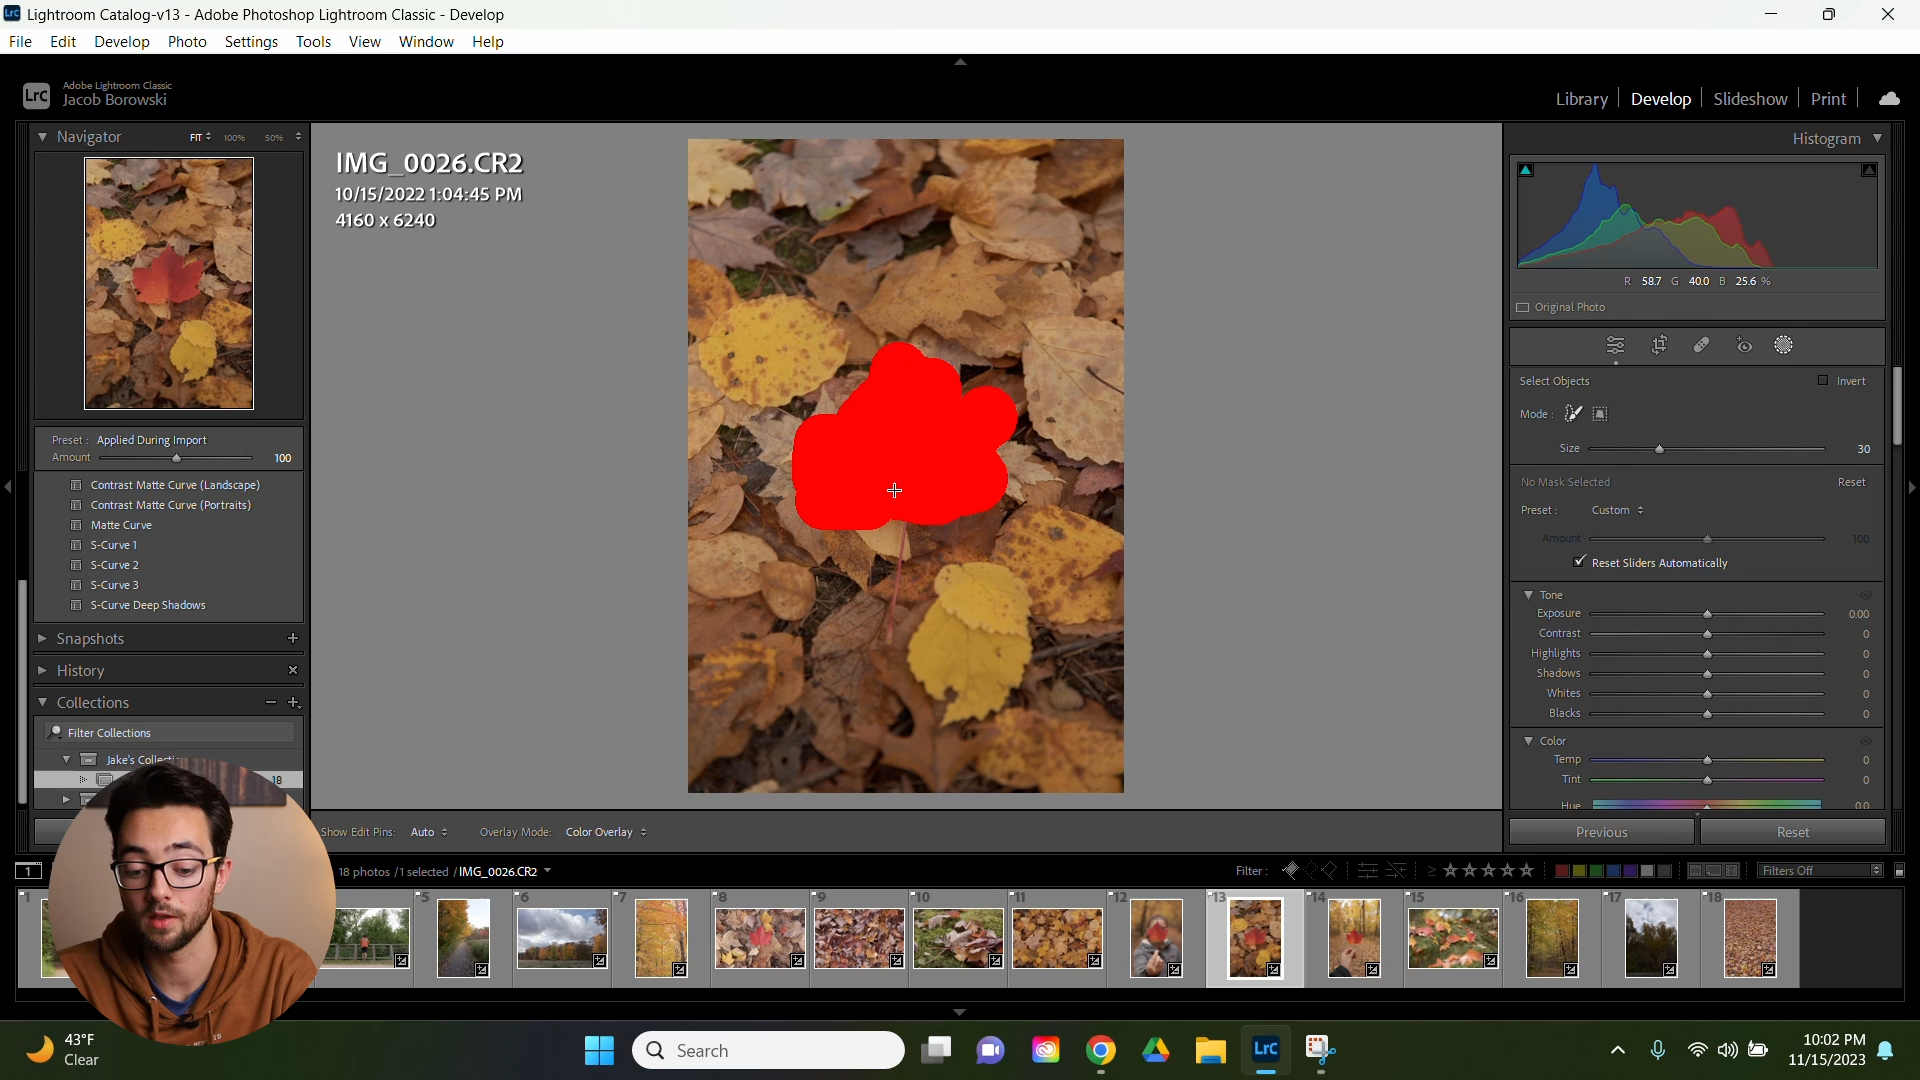 Lightroom Catalog-v13 - Adobe Photoshop Lightroom Classic - Develop
File Edit Develop Photo Settings Tools View Window Help
LrC Adobe Lightroom Classic
Jacob Borowski
Library | Develop | Slideshow | Print
Navigator FIT 100% 50%
IMG_0026.CR2
10/15/2022 1:04:45 PM
4160 x 6240
Histogram
R 58.7 G 40.0 B 25.6 %
Original Photo
Select Objects Invert
Mode :
Size 30
No Mask Selected Reset
Preset : Custom
Amount 100
Reset Sliders Automatically
Tone
Exposure 0.00
Contrast 0
Highlights 0
Shadows 0
Whites 0
Blacks 0
Color
Temp 0
Tint 0
Hue 0.0
Previous Reset
Preset : Applied During Import
Amount 100
Contrast Matte Curve (Landscape)
Contrast Matte Curve (Portraits)
Matte Curve
S-Curve 1
S-Curve 2
S-Curve 3
S-Curve Deep Shadows
Snapshots
History
Collections
Filter Collections
Jake's
18
Show Edit Pins: Auto Overlay Mode: Color Overlay
1 18 photos / 1 selected / IMG_0026.CR2 Filter : Filters Off
1 5 6 7 8 9 10 11 12 13 14 15 16 17 18
43°F
Clear
Search
LrC
10:02 PM
11/15/2023